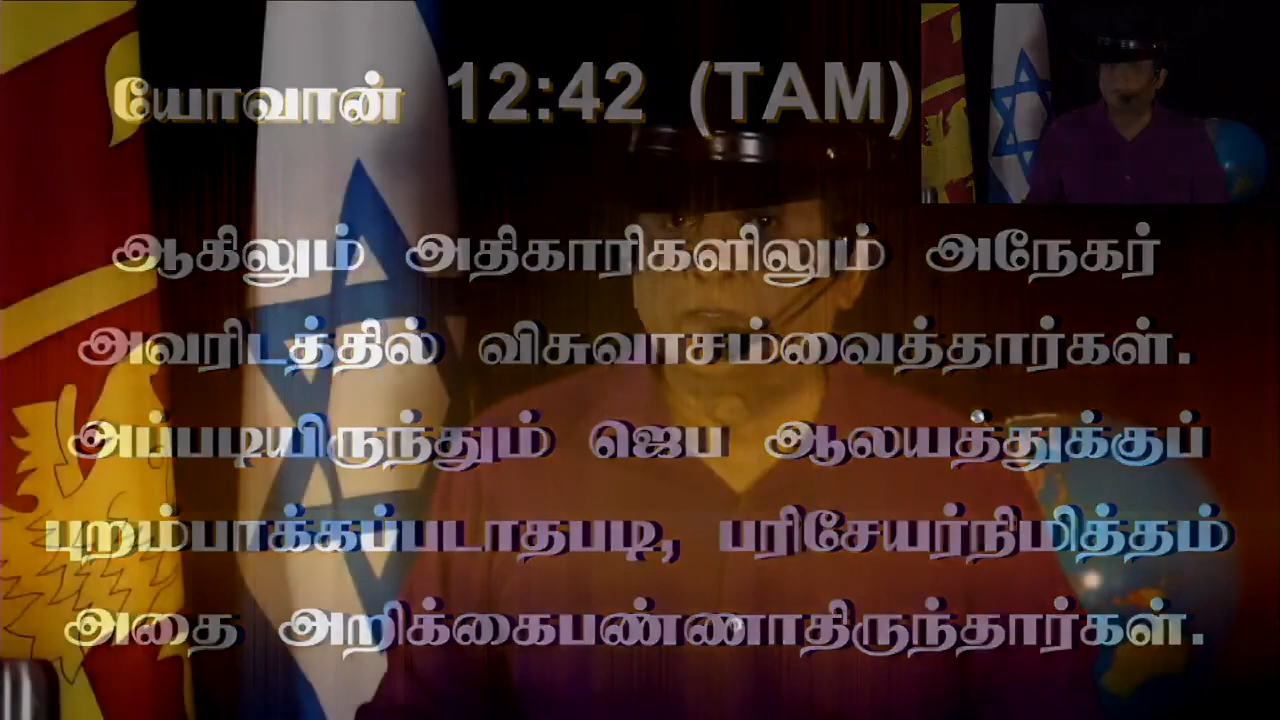 யோவான் 12:42 (TAM)
ஆகிலும் அதிகாரிகளிலும் அநேகர்
அவரிடத்தில் விசுவாசம்வைத்தார்கள்.
அப்படியிருந்தும் ஜெப ஆலயத்துக்குப்
புறம்பாக்கப்படாதபடி, பரிசேயர்நிமித்தம்
அதை அறிக்கைபண்ணாதிருந்தார்கள்.